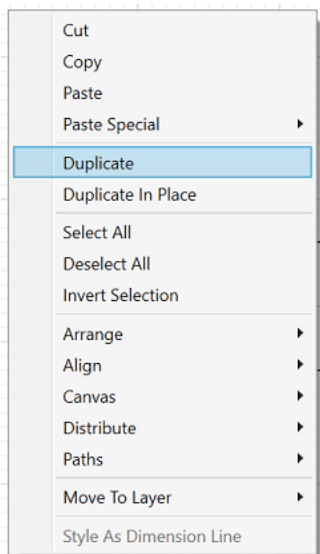 Cut
Copy
Paste
Paste Special
Duplicate
Duplicate In Place
Select All
Deselect All
Invert Selection
Arrange
Align
Canvas
Distribute
Paths
Move To Layer
Style As Dimension Line